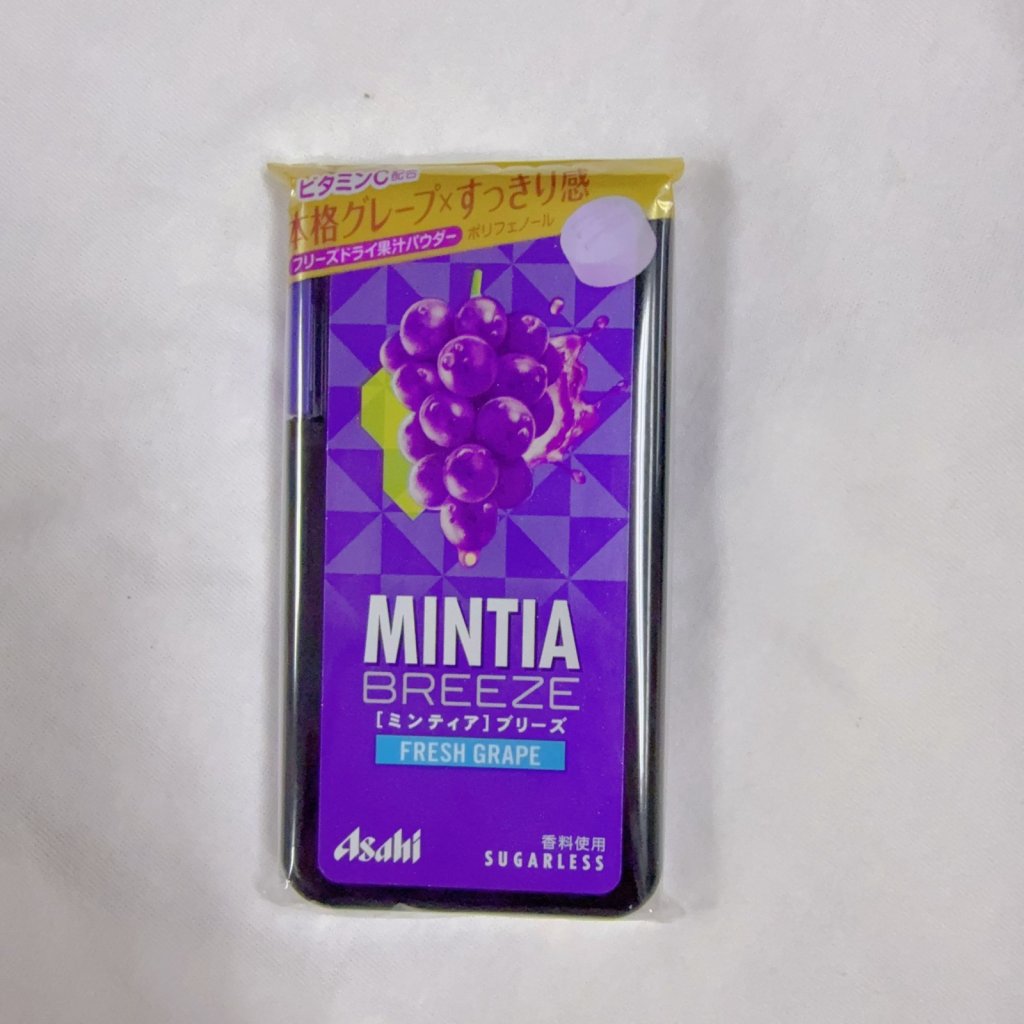 ビタミンC配合
本格グレープ×すっきり感
フリーズドライ果汁パウダー ポリフェノール
MINTIA
BREEZE
[ミンティア]ブリーズ
FRESH GRAPE
Asahi
香料使用
SUGARLESS